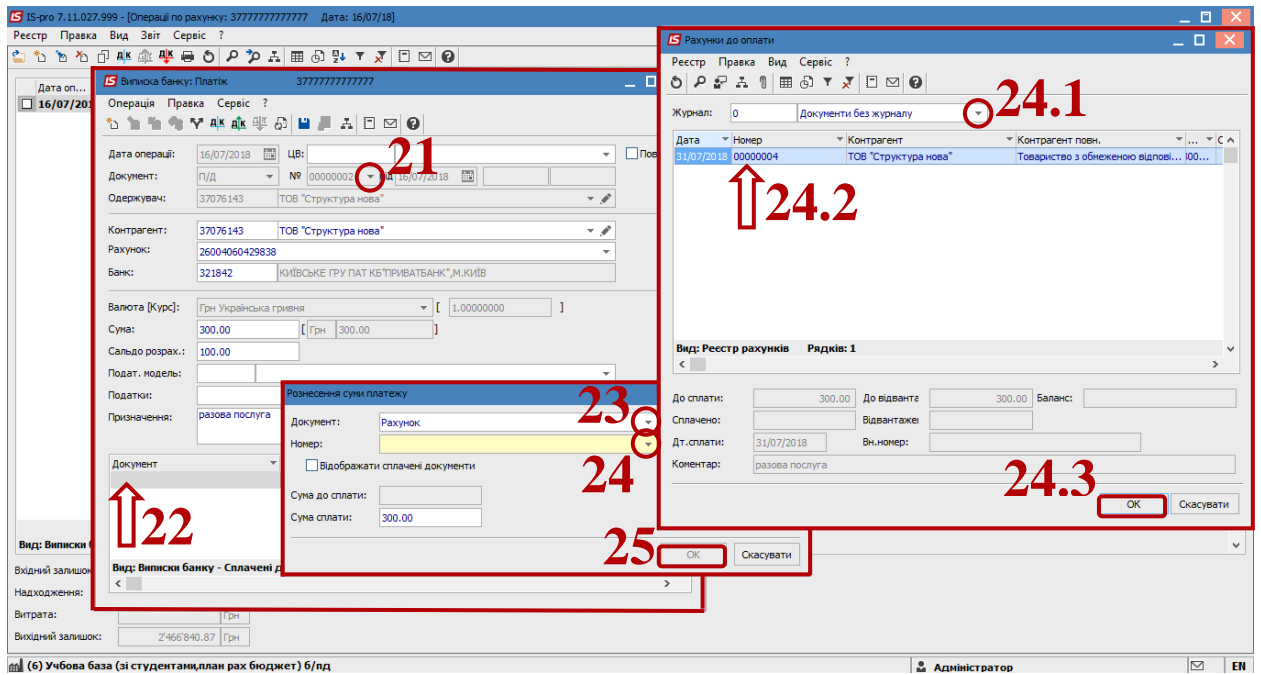 IS-pro 7.11.027.999 - [Операції по рахунку: 37777777777777 Дата: 16/07/18]
Реєстр Правка Вид Звіт Сервіс ?
Дата оп...
16/07/201
Виписка банку: Платіж 37777777777777
Операція Правка Сервіс ?
Дата операції: 16/07/2018 ЦВ: Пов
21
Документ: П/Д № 00000002 від 16/07/2018
Одержувач: 37076143 ТОВ "Структура нова"
Контрагент: 37076143 ТОВ "Структура нова"
Рахунок: 26004060429838
Банк: 321842 КИЇВСЬКЕ ГРУ ПАТ КБ"ПРИВАТБАНК",М.КИЇВ
Валюта [Курс]: Грн Українська гривня [ 1.00000000 ]
Сума: 300.00 [ Грн 300.00 ]
Сальдо розрах.: 100.00
Подат. модель:
Податки:
Призначення: разова послуга
Документ
22
Вид: Виписки банку - Сплачені д
Рознесення суми платежу
23
Документ: Рахунок
Номер:
24
Відображати сплачені документи
Сума до сплати:
Сума сплати: 300.00
25
ОК Скасувати
Рахунки до оплати
Реєстр Правка Вид Сервіс ?
24.1
Журнал: 0 Документи без журналу
Дата Номер Контрагент Контрагент повн. ... С
31/07/2018 00000004 ТОВ "Структура нова" Товариство з обмеженою відпові... 300...
24.2
Вид: Реєстр рахунків Рядків: 1
До сплати: 300.00 До відванта 300.00 Баланс:
Сплачено: Відвантажен
Дт.сплати: 31/07/2018 Вн.номер:
Коментар: разова послуга
24.3
ОК Скасувати
Вид: Виписки б
Вхідний залишок
Надходження:
Витрата: Грн
Вихідний залишок: 2'466'840.87 Грн
(6) Учбова база (зі студентами,план рах бюджет) б/пд Адміністратор EN